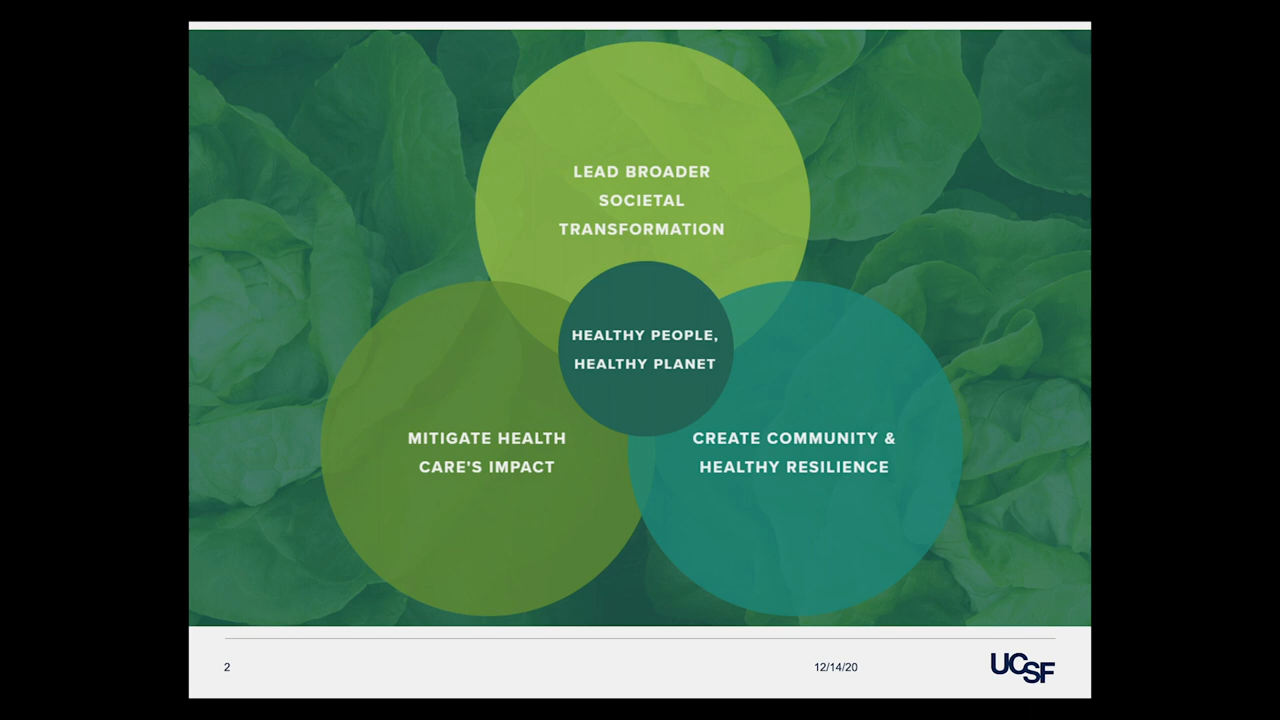 LEAD BROADER
SOCIETAL
TRANSFORMATION
HEALTHY PEOPLE,
HEALTHY PLANET
MITIGATE HEALTH
CARE'S IMPACT
CREATE COMMUNITY &
HEALTHY RESILIENCE
2
12/14/20
UCSF